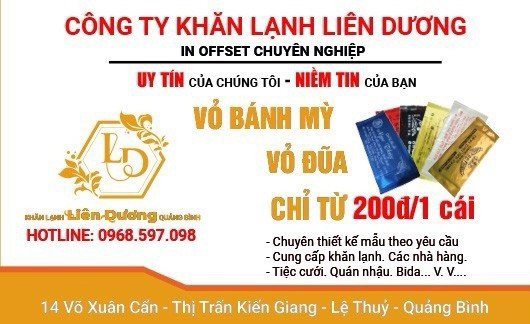 CÔNG TY KHĂN LẠNH LIÊN DƯƠNG
IN OFFSET CHUYÊN NGHIỆP
UY TÍN CỦA CHÚNG TÔI - NIỀM TIN CỦA BẠN
LD
KHĂN LẠNH Liên Dương QUẢNG BÌNH
HOTLINE: 0968.597.098
VỎ BÁNH MỲ
VỎ ĐŨA
CHỈ TỪ 200đ/1 cái
- Chuyên thiết kế mẫu theo yêu cầu
- Cung cấp khăn lạnh. Các nhà hàng.
- Tiệc cưới. Quán nhậu. Bida... V. V....
14 Võ Xuân Cẩn - Thị Trấn Kiến Giang - Lệ Thuỷ - Quảng Bình